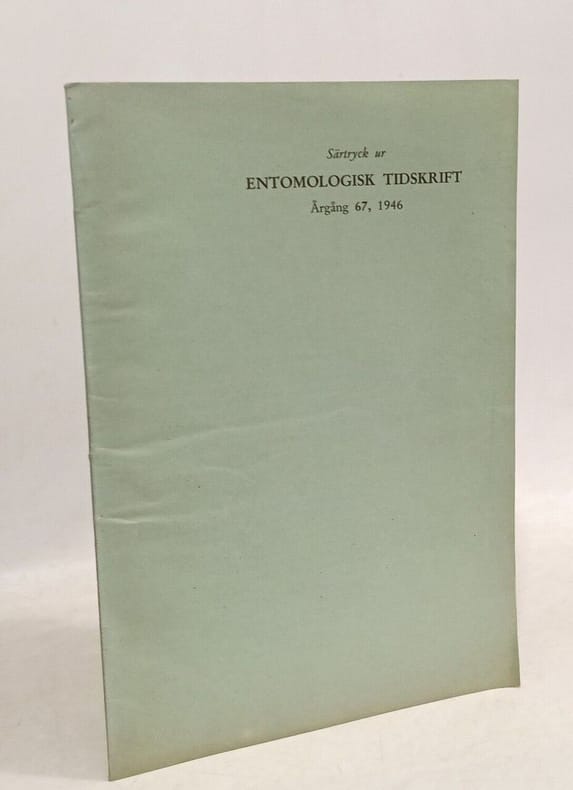 Särtryck ur
ENTOMOLOGISK TIDSKRIFT
Årgång 67, 1946